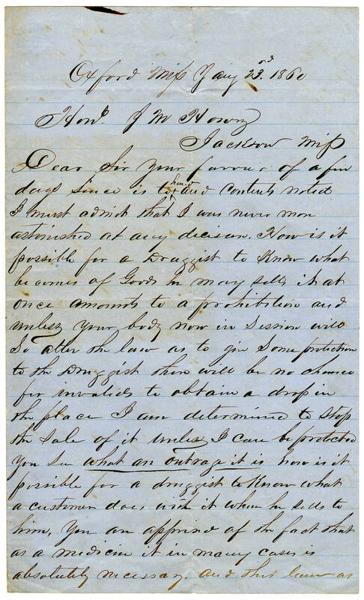 Oxford Miss Jany 22nd 1860
Hon. J M Howry
Jackson Miss
Dear Sir Your favour of a few
days since is to hand and contents noted
I must admit that I was never more
astonished at any decision. How is it
possible for a Druggist to Know what
becomes of Goods he may sell, it at
once amounts to a prohibition and
unless your body now in Session will
So alter the law as to give Some protection
to the Druggist there will be no chance
for invalids to obtain a drop in
the place I am determined to stop
the Sale of it unless I can be protected
You See what an outrage it is how is it
possible for a druggist to Know what
a customer does with it when he sells to
him, You are apprised of the fact that
as a medicine it in many cases is
absolutely necessary. and this law as